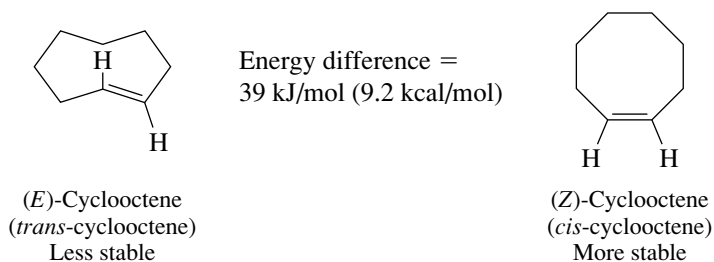 H
H
Energy difference =
39 kJ/mol (9.2 kcal/mol)
H
H
(E)-Cyclooctene
(trans-cyclooctene)
Less stable
(Z)-Cyclooctene
(cis-cyclooctene)
More stable